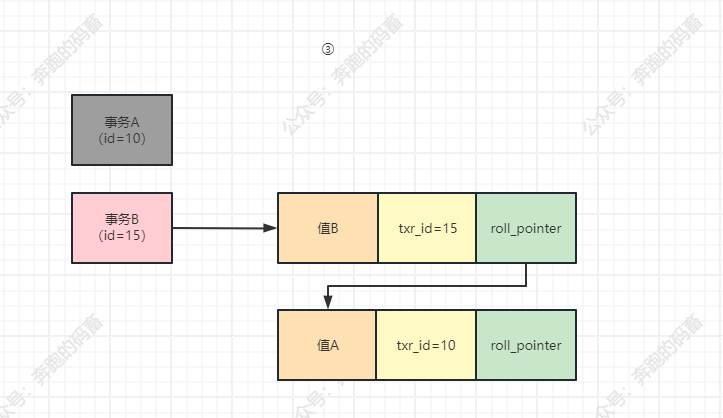 ③
事务A
（id=10）
事务B
（id=15）
值B
txr_id=15
roll_pointer
值A
txr_id=10
roll_pointer
公众号：奔跑的码畜
公众号：奔跑的码畜
公众号：奔跑的码畜
公众号：奔跑的码畜
公众号：奔跑的码畜
公众号：奔跑的码畜